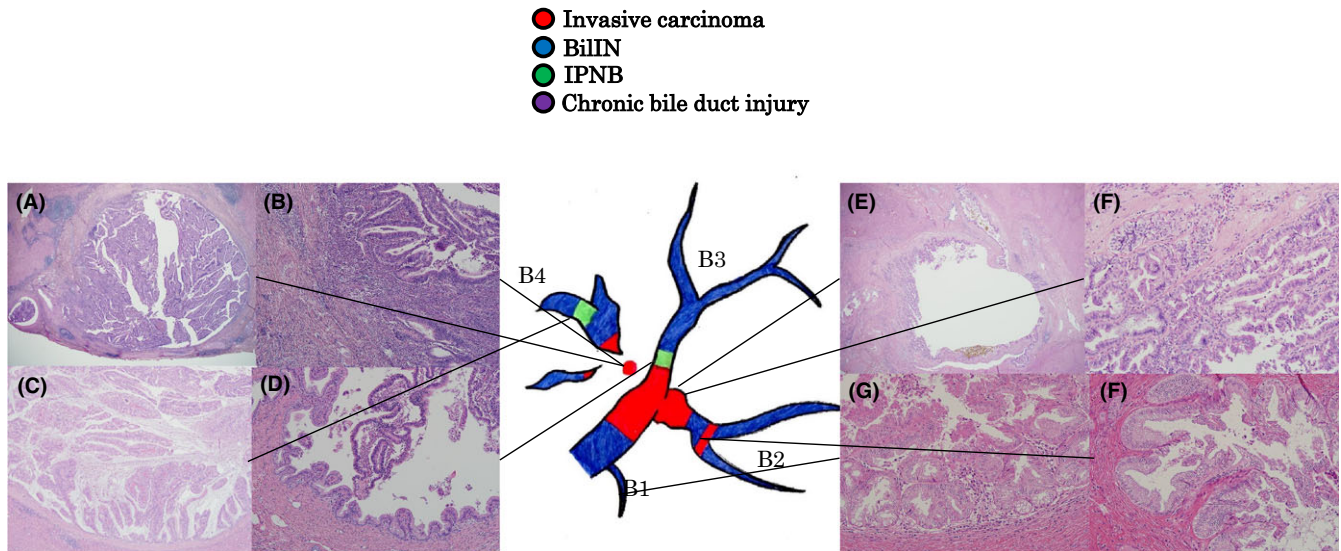 Invasive carcinoma
BilIN
IPNB
Chronic bile duct injury
(A)
(B)
(E)
(F)
B4
B3
(C)
(D)
(G)
(F)
B2
B1